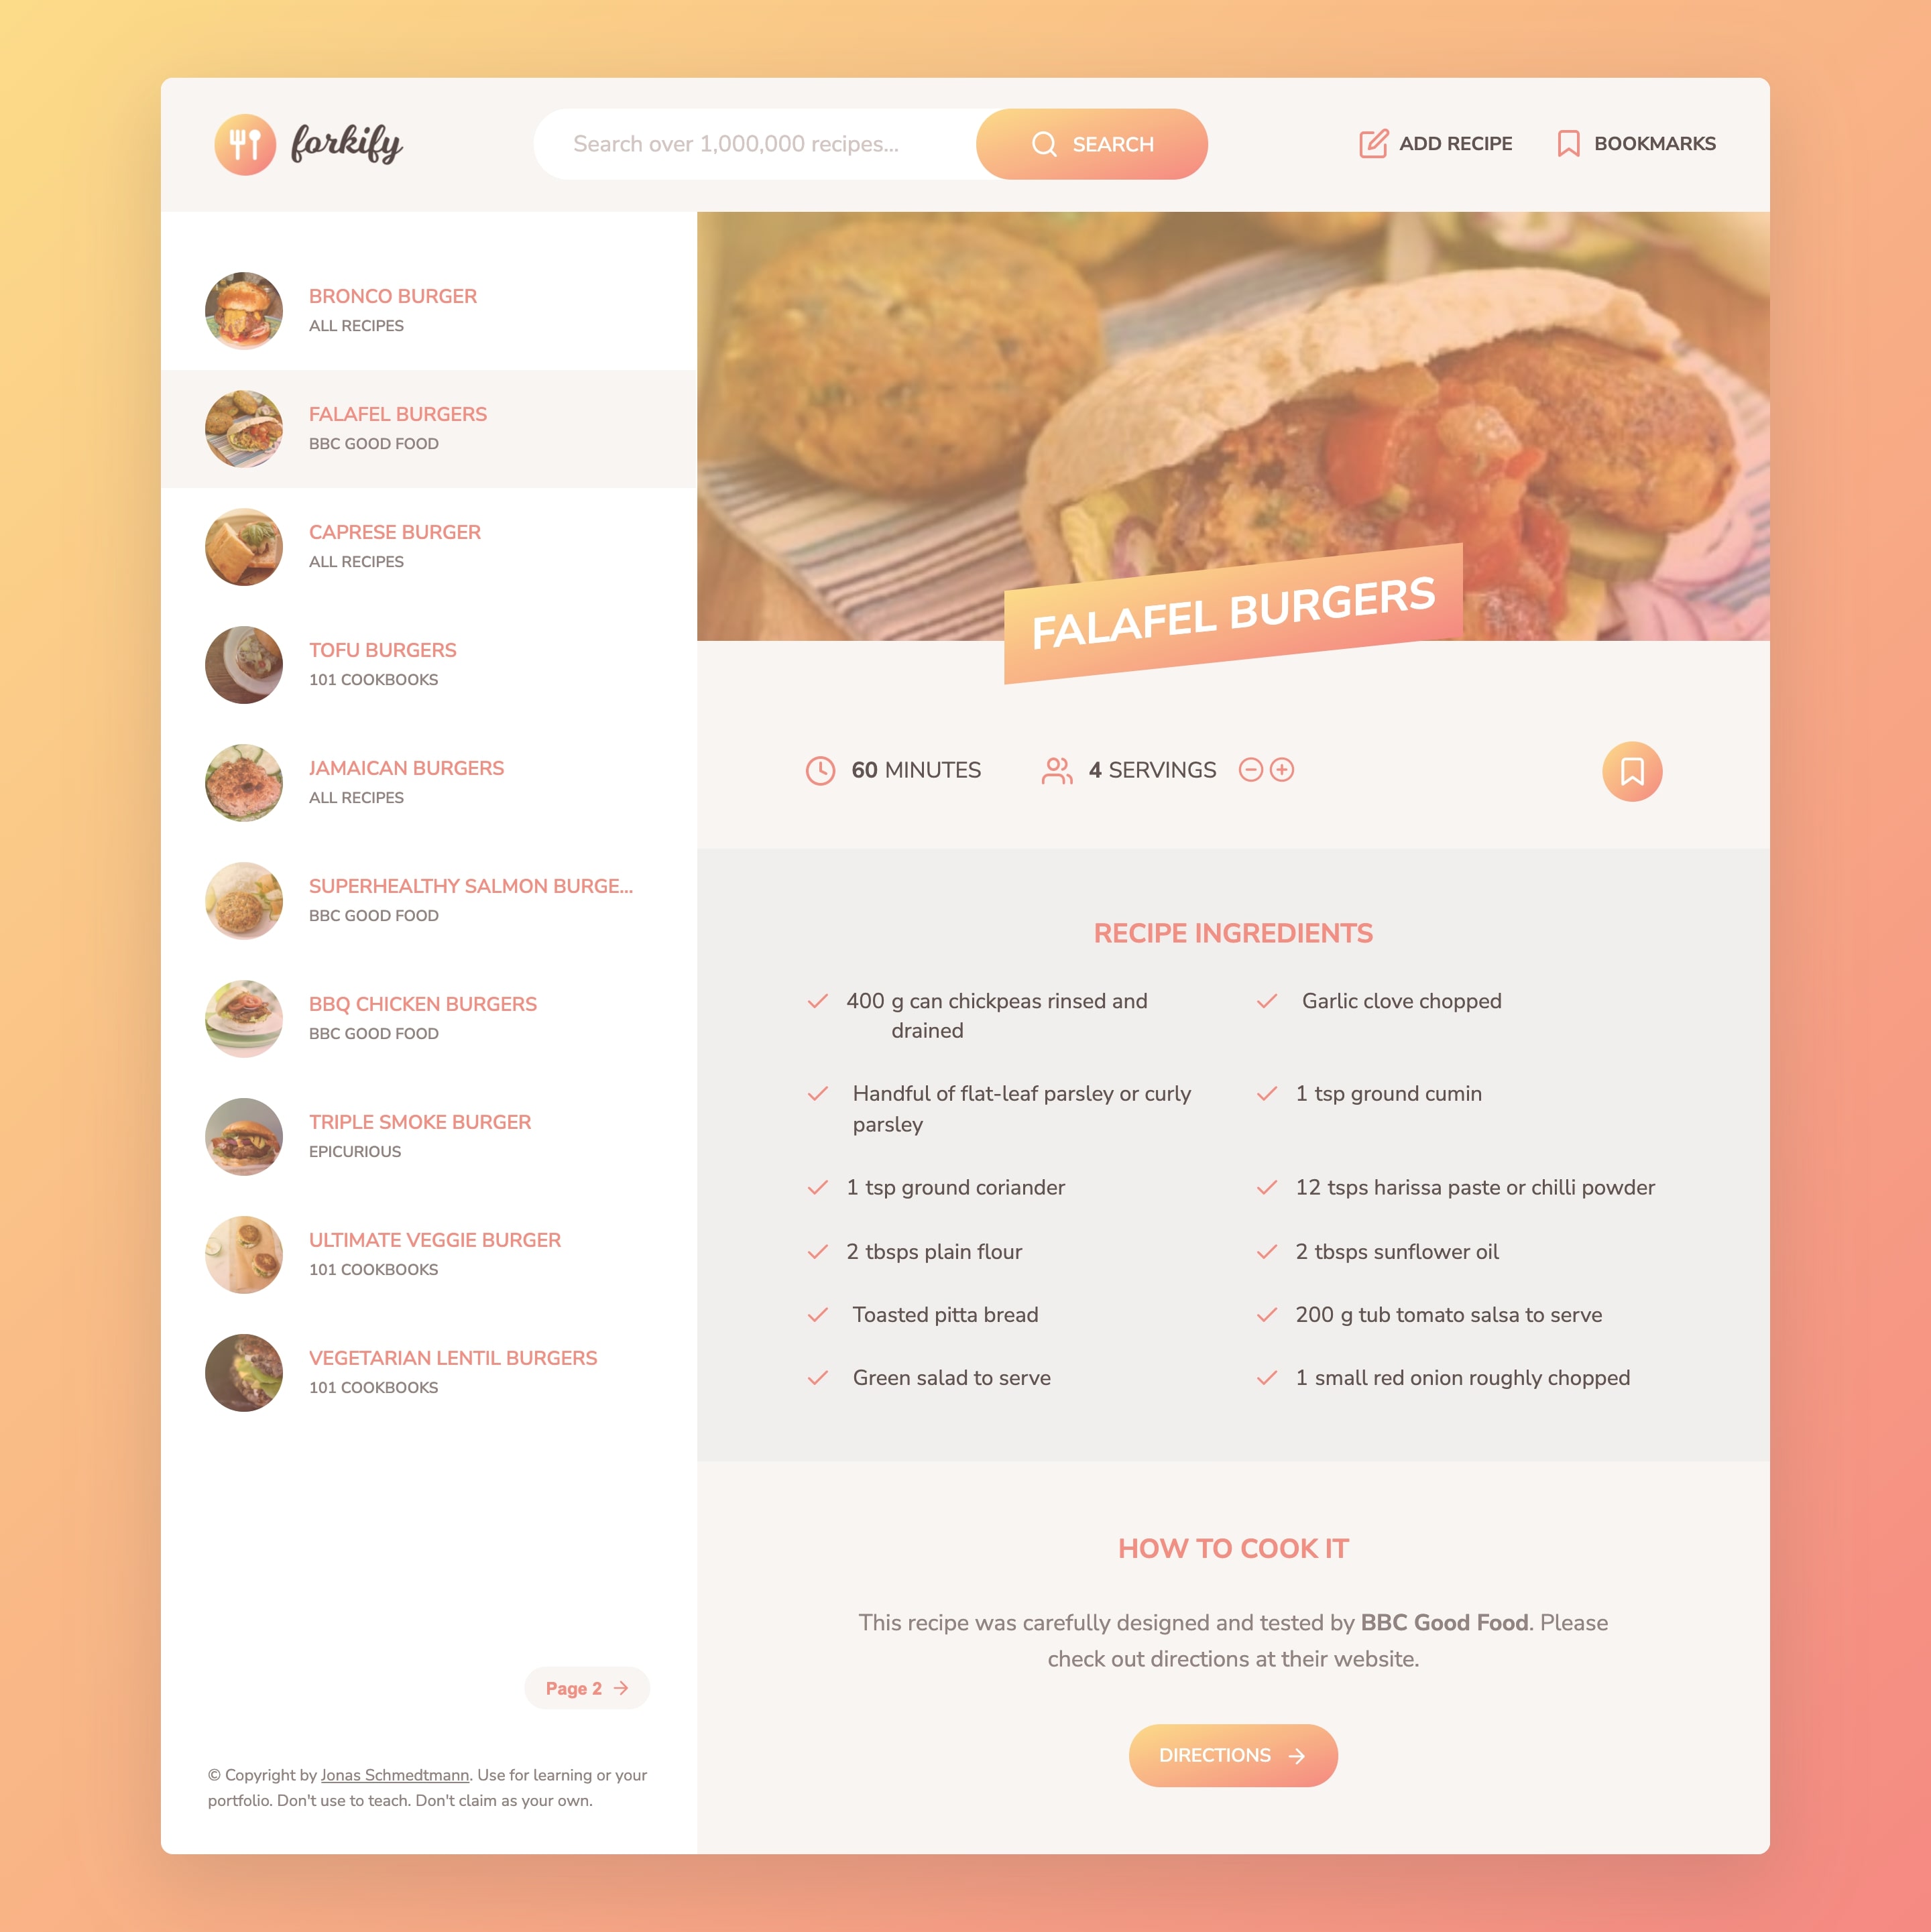 forkify
Search over 1,000,000 recipes...
SEARCH
ADD RECIPE
BOOKMARKS
BRONCO BURGER
ALL RECIPES
FALAFEL BURGERS
BBC GOOD FOOD
CAPRESE BURGER
ALL RECIPES
TOFU BURGERS
101 COOKBOOKS
JAMAICAN BURGERS
ALL RECIPES
SUPERHEALTHY SALMON BURGE...
BBC GOOD FOOD
BBQ CHICKEN BURGERS
BBC GOOD FOOD
TRIPLE SMOKE BURGER
EPICURIOUS
ULTIMATE VEGGIE BURGER
101 COOKBOOKS
VEGETARIAN LENTIL BURGERS
101 COOKBOOKS
Page 2
© Copyright by Jonas Schmedtmann. Use for learning or your
portfolio. Don't use to teach. Don't claim as your own.
FALAFEL BURGERS
60 MINUTES
4 SERVINGS
RECIPE INGREDIENTS
400 g can chickpeas rinsed and
drained
Garlic clove chopped
Handful of flat-leaf parsley or curly
parsley
1 tsp ground cumin
1 tsp ground coriander
12 tsps harissa paste or chilli powder
2 tbsps plain flour
2 tbsps sunflower oil
Toasted pitta bread
200 g tub tomato salsa to serve
Green salad to serve
1 small red onion roughly chopped
HOW TO COOK IT
This recipe was carefully designed and tested by BBC Good Food. Please
check out directions at their website.
DIRECTIONS